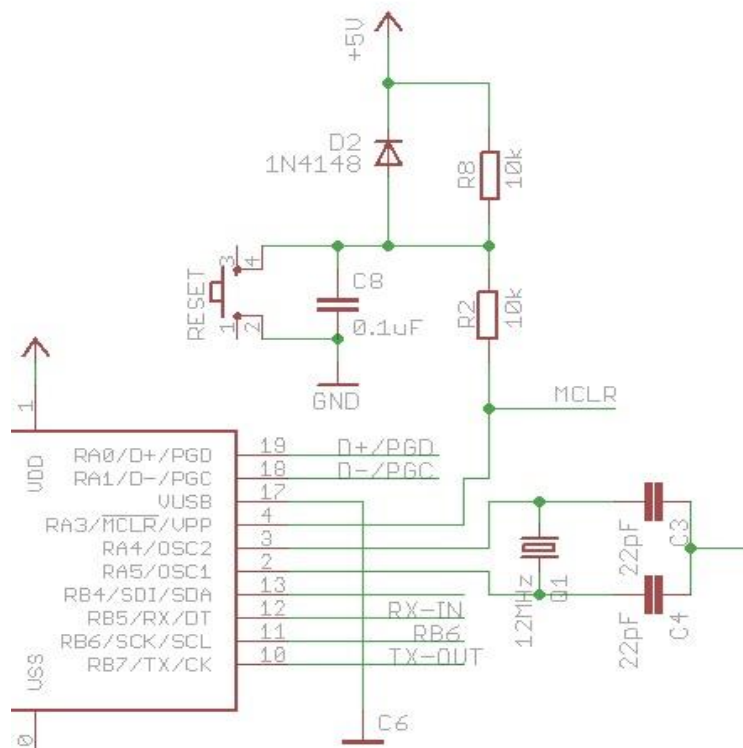 +5V
D2
1N4148
R8
10k
RESET
3
4
1
2
C8
0.1uF
R2
10k
GND
MCLR
1
VDD
VSS
RA0/D+/PGD
19
D+/PGD
RA1/D-/PGC
18
D-/PGC
VUSB
17
RA3/MCLR/VPP
4
RA4/OSC2
3
RA5/OSC1
2
RB4/SDI/SDA
13
RB5/RX/DT
12
RX-IN
RB6/SCK/SCL
11
RB6
RB7/TX/CK
10
TX-OUT
12MHz
Q1
22pF
C3
22pF
C4
C6